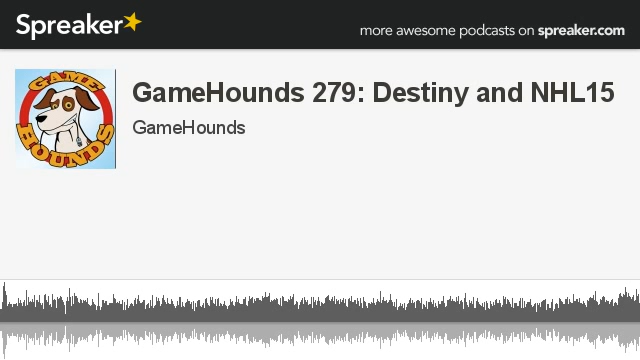 Spreaker
more awesome podcasts on spreaker.com
GAME
HOUNDS
GameHounds 279: Destiny and NHL15
GameHounds